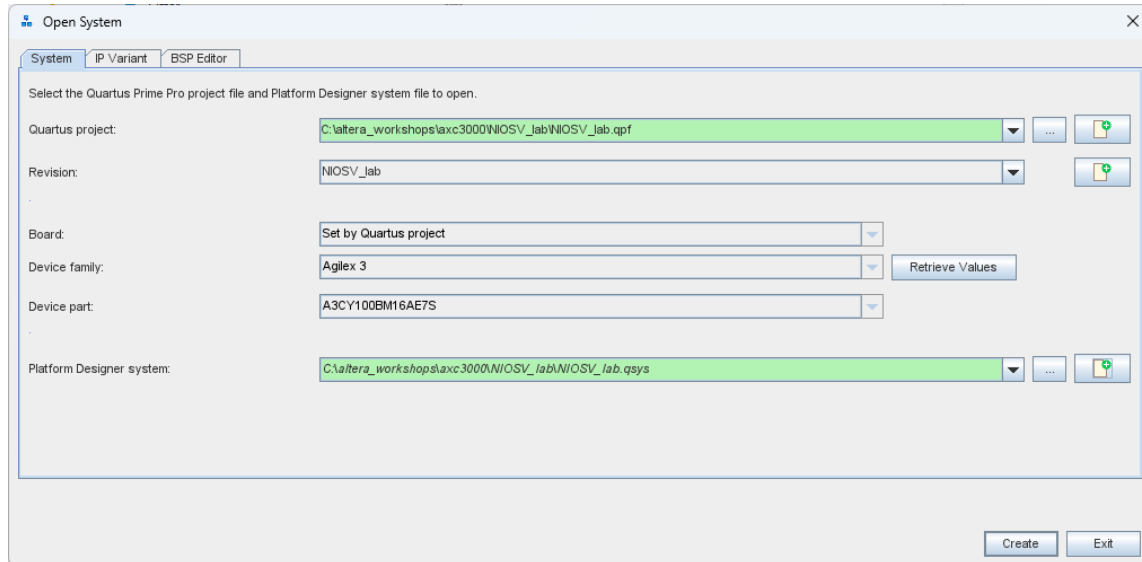 Open System
System IP Variant BSP Editor
Select the Quartus Prime Pro project file and Platform Designer system file to open.
Quartus project: C:\altera_workshops\axc3000\NIOSV_lab\NIOSV_lab.qpf ...
Revision: NIOSV_lab
.
Board: Set by Quartus project
Device family: Agilex 3 Retrieve Values
Device part: A3CY100BM16AE7S
.
Platform Designer system: C:\altera_workshops\axc3000\NIOSV_lab\NIOSV_lab.qsys ...
Create Exit